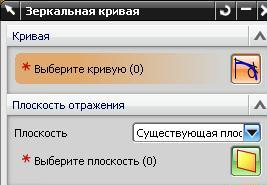 Зеркальная кривая
Кривая
* Выберите кривую (0)
Плоскость отражения
Плоскость Существующая плос
* Выберите плоскость (0)